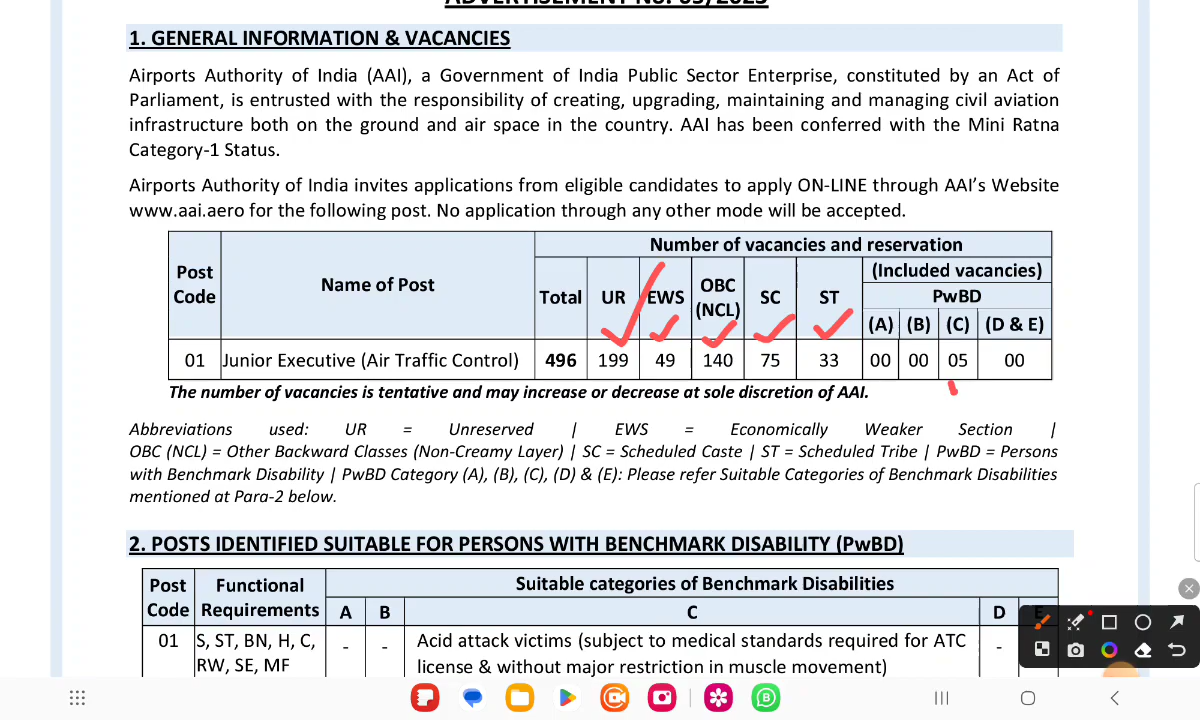 1. GENERAL INFORMATION & VACANCIES
Airports Authority of India (AAI), a Government of India Public Sector Enterprise, constituted by an Act of
Parliament, is entrusted with the responsibility of creating, upgrading, maintaining and managing civil aviation
infrastructure both on the ground and air space in the country. AAI has been conferred with the Mini Ratna
Category-1 Status.
Airports Authority of India invites applications from eligible candidates to apply ON-LINE through AAI’s Website
www.aai.aero for the following post. No application through any other mode will be accepted.
Number of vacancies and reservation
Post Code
Name of Post
Total UR EWS OBC (NCL) SC ST
(Included vacancies)
PwBD
(A) (B) (C) (D & E)
01 Junior Executive (Air Traffic Control) 496 199 49 140 75 33 00 00 05 00
The number of vacancies is tentative and may increase or decrease at sole discretion of AAI.
Abbreviations used: UR = Unreserved | EWS = Economically Weaker Section |
OBC (NCL) = Other Backward Classes (Non-Creamy Layer) | SC = Scheduled Caste | ST = Scheduled Tribe | PwBD = Persons
with Benchmark Disability | PwBD Category (A), (B), (C), (D) & (E): Please refer Suitable Categories of Benchmark Disabilities
mentioned at Para-2 below.
2. POSTS IDENTIFIED SUITABLE FOR PERSONS WITH BENCHMARK DISABILITY (PwBD)
Post Functional Suitable categories of Benchmark Disabilities
Code Requirements A B C D E
01 S, ST, BN, H, C, - - Acid attack victims (subject to medical standards required for ATC -
RW, SE, MF license & without major restriction in muscle movement)